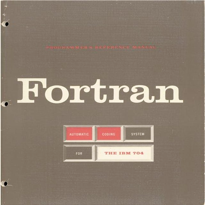 Fortran
AUTOMATIC CODING SYSTEM
FOR THE IBM 704